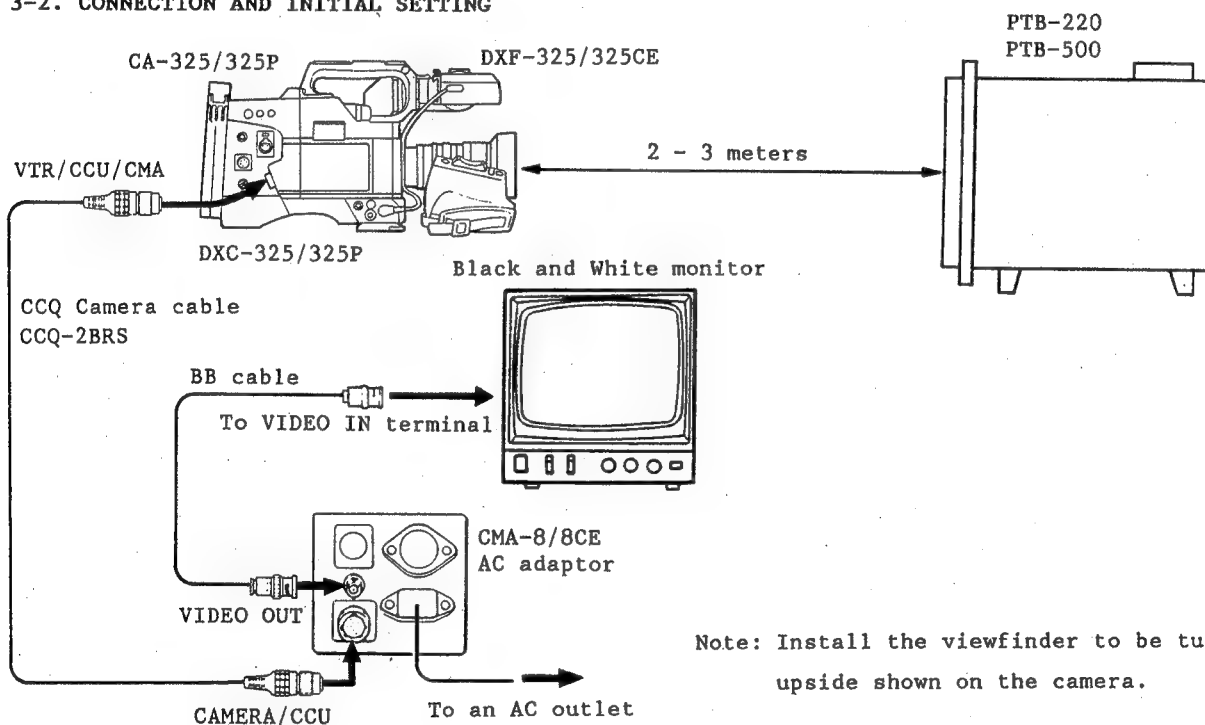 3-2. CONNECTION AND INITIAL SETTING
PTB-220
PTB-500
CA-325/325P
DXF-325/325CE
2 - 3 meters
VTR/CCU/CMA
DXC-325/325P
Black and White monitor
CCQ Camera cable
CCQ-2BRS
BB cable
To VIDEO IN terminal
CMA-8/8CE
AC adaptor
VIDEO OUT
Note: Install the viewfinder to be tu
upside shown on the camera.
To an AC outlet
CAMERA/CCU